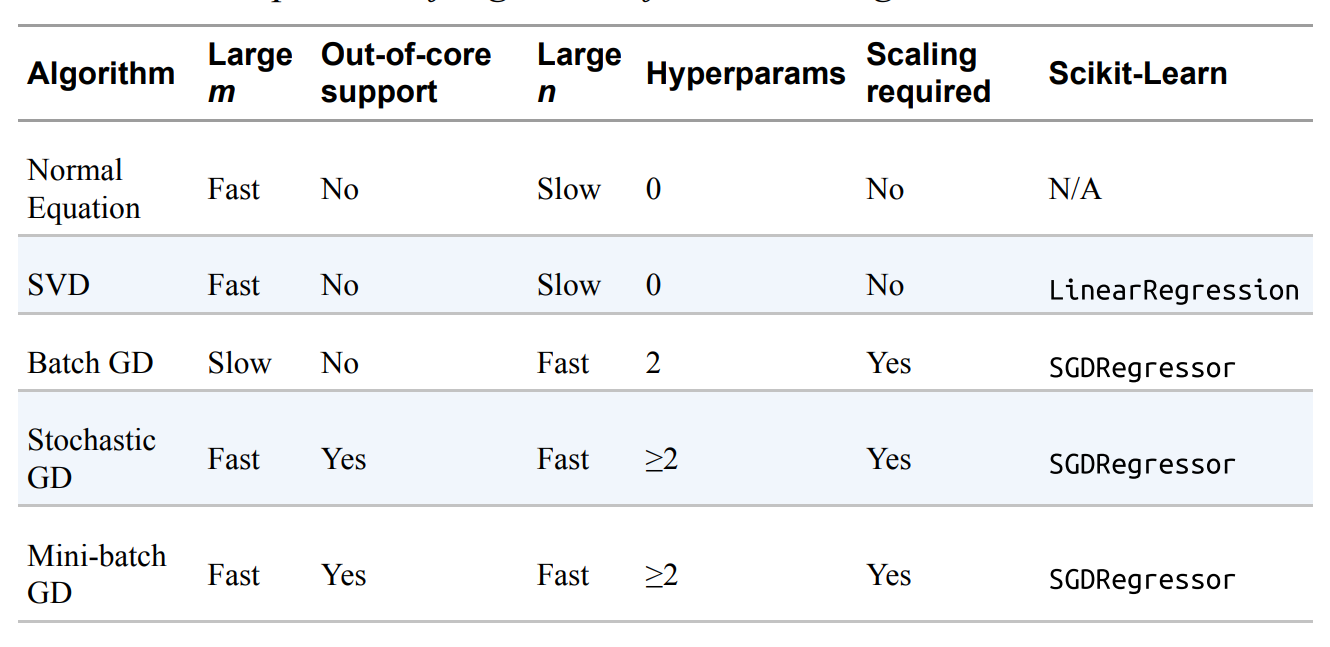 Algorithm Large m Out-of-core support Large n Hyperparams Scaling required Scikit-Learn
Normal Equation Fast No Slow 0 No N/A
SVD Fast No Slow 0 No LinearRegression
Batch GD Slow No Fast 2 Yes SGDRegressor
Stochastic GD Fast Yes Fast ≥2 Yes SGDRegressor
Mini-batch GD Fast Yes Fast ≥2 Yes SGDRegressor